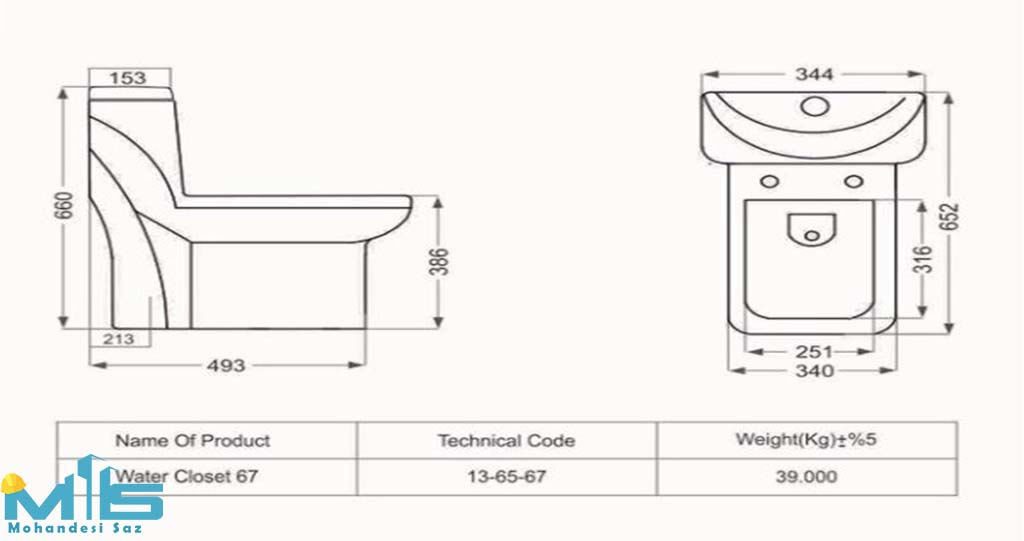 153
344
660
386
652
316
213
493
251
340
Name Of Product Technical Code Weight(Kg)±%5
Water Closet 67 13-65-67 39.000
MS
Mohandesi Saz